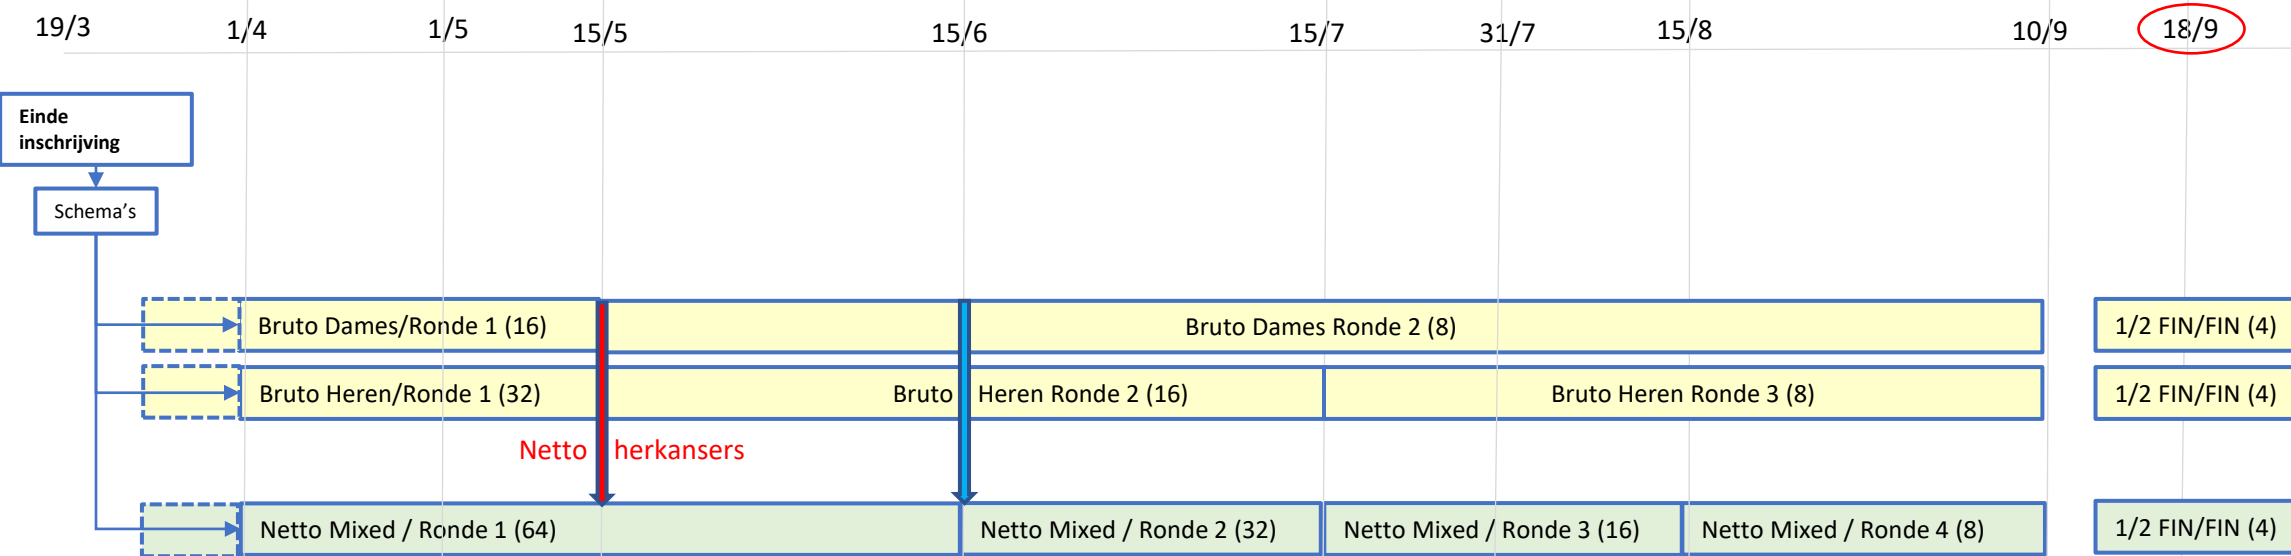 19/3 1/4 1/5 15/5 15/6 15/7 31/7 15/8 10/9 18/9
Einde
inschrijving
Schema's
Bruto Dames/Ronde 1 (16) Bruto Dames Ronde 2 (8) 1/2 FIN/FIN (4)
Bruto Heren/Ronde 1 (32) Bruto Heren Ronde 2 (16) Bruto Heren Ronde 3 (8) 1/2 FIN/FIN (4)
Netto herkansers
Netto Mixed / Ronde 1 (64) Netto Mixed / Ronde 2 (32) Netto Mixed / Ronde 3 (16) Netto Mixed / Ronde 4 (8) 1/2 FIN/FIN (4)